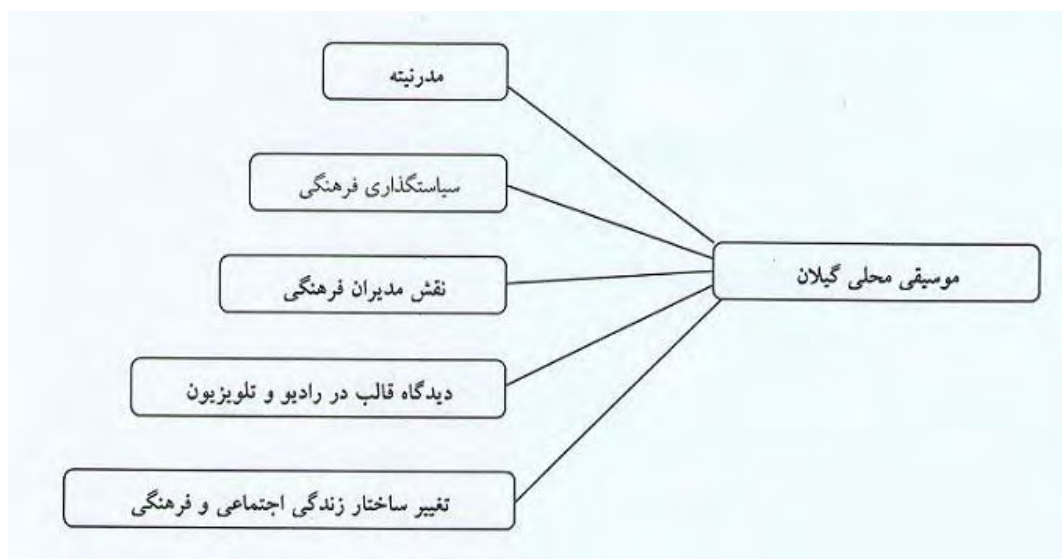 مدرنیته
سیاستگذاری فرهنگی
نقش مدیران فرهنگی
موسیقی محلی گیلان
دیدگاه قالب در رادیو و تلویزیون
تغییر ساختار زندگی اجتماعی و فرهنگی